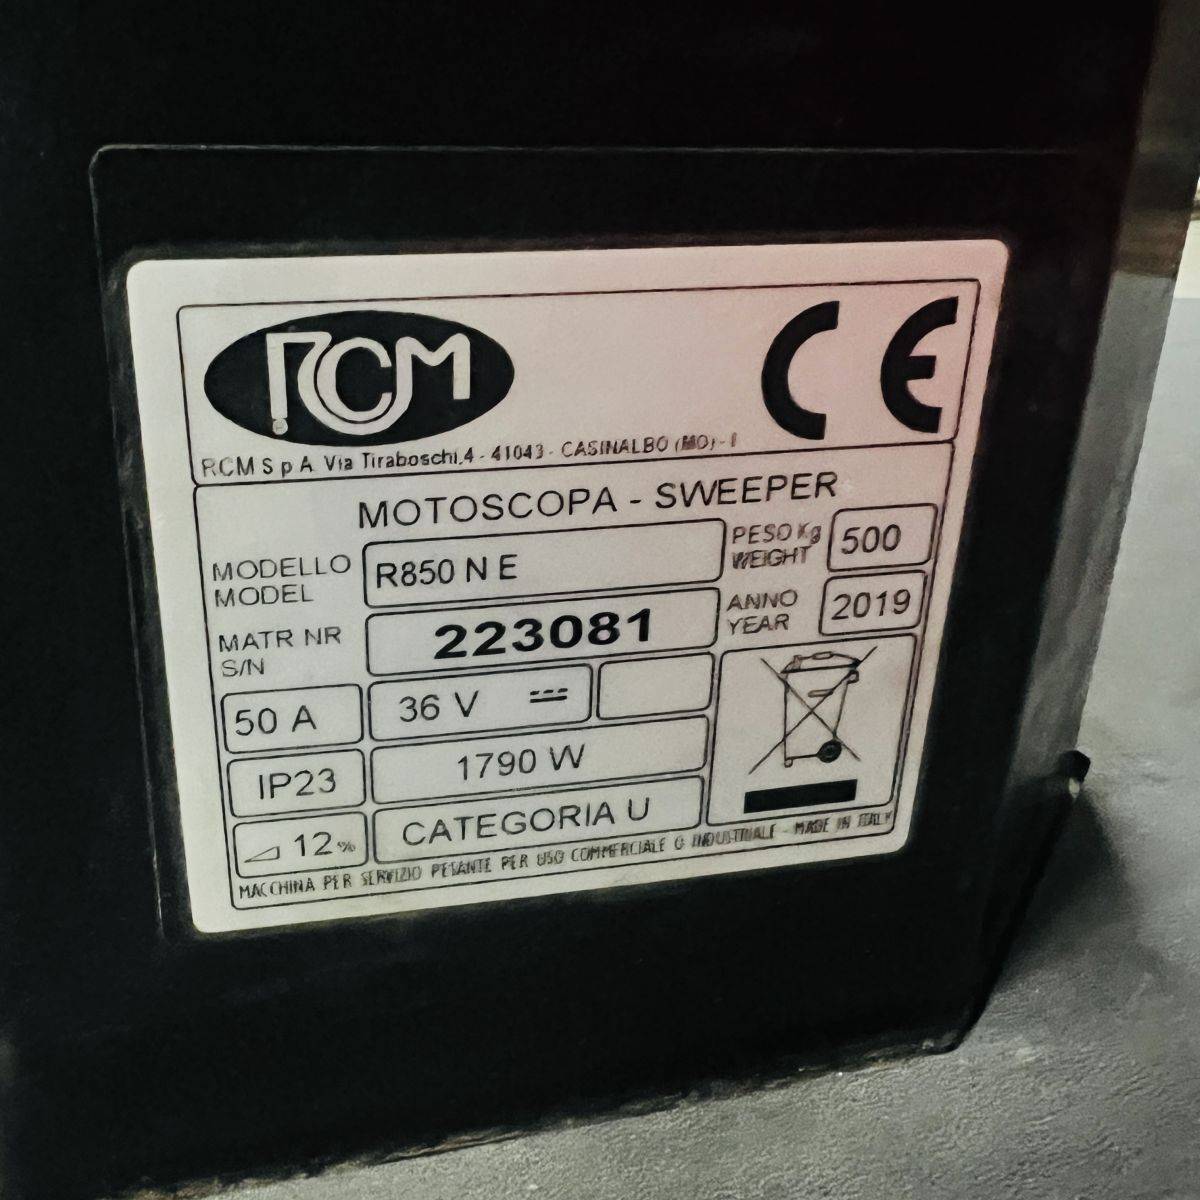 RCM
CE
RCM S p A Via Tiraboschi,4 - 41043 - CASINALBO (MO) - I
MOTOSCOPA - SWEEPER
MODELLO
MODEL
R850 N E
PESO Kg
WEIGHT
500
MATR NR
S/N
223081
ANNO
YEAR
2019
50 A
36 V
IP23
1790 W
12 %
CATEGORIA U
MACCHINA PER SERVIZIO PESANTE PER USO COMMERCIALE O INDUSTRIALE - MADE IN ITALY